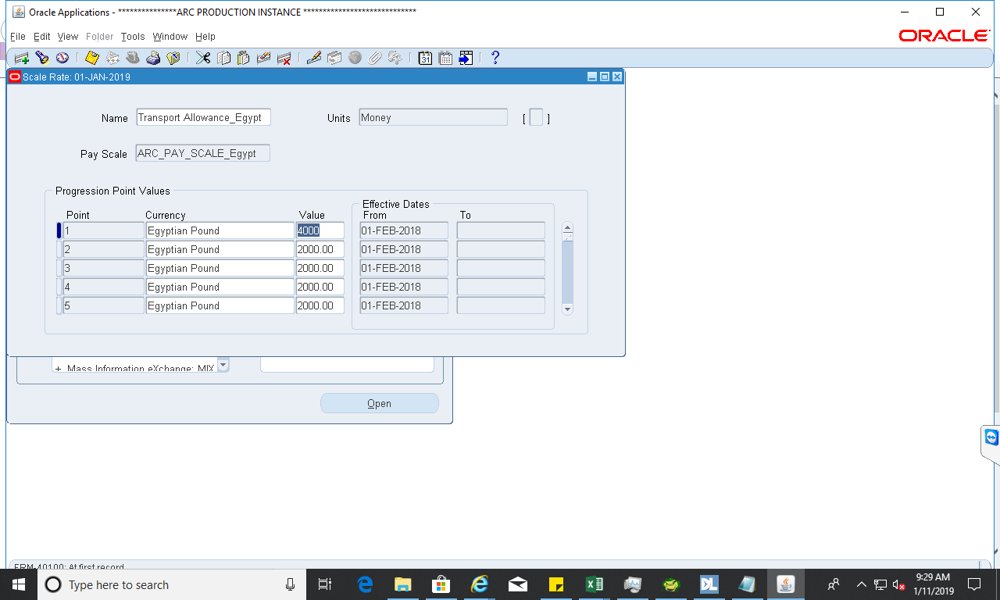 Oracle Applications - ***************ARC PRODUCTION INSTANCE *****************************
File Edit View Folder Tools Window Help
ORACLE
Scale Rate: 01-JAN-2019
Name Transport Allowance_Egypt Units Money [ ]
Pay Scale ARC_PAY_SCALE_Egypt
Progression Point Values
Effective Dates
Point Currency Value From To
1 Egyptian Pound 4000 01-FEB-2018
2 Egyptian Pound 2000.00 01-FEB-2018
3 Egyptian Pound 2000.00 01-FEB-2018
4 Egyptian Pound 2000.00 01-FEB-2018
5 Egyptian Pound 2000.00 01-FEB-2018
+ Mass Information eXchange: MIX
Open
FRM-40100: At first record.
Type here to search
DL
9:29 AM
1/11/2019